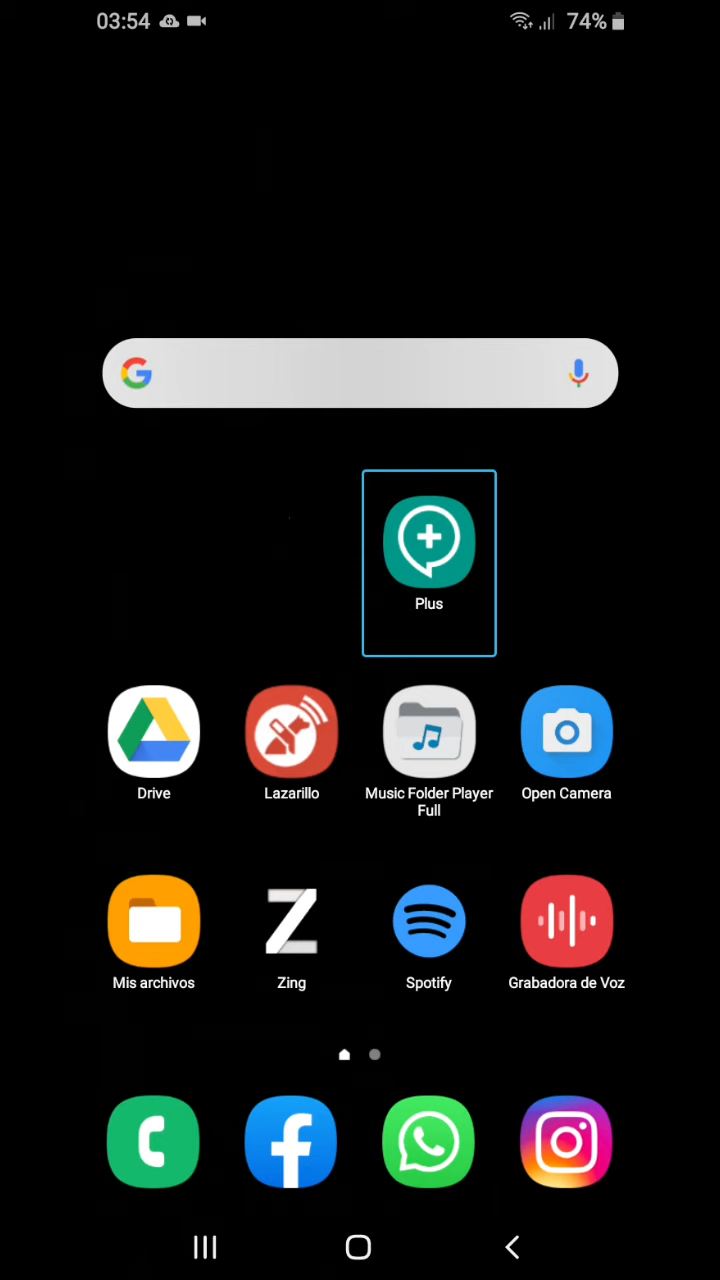 03:54
74%
Plus
Drive
Lazarillo
Music Folder Player
Full
Open Camera
Mis archivos
Zing
Spotify
Grabadora de Voz